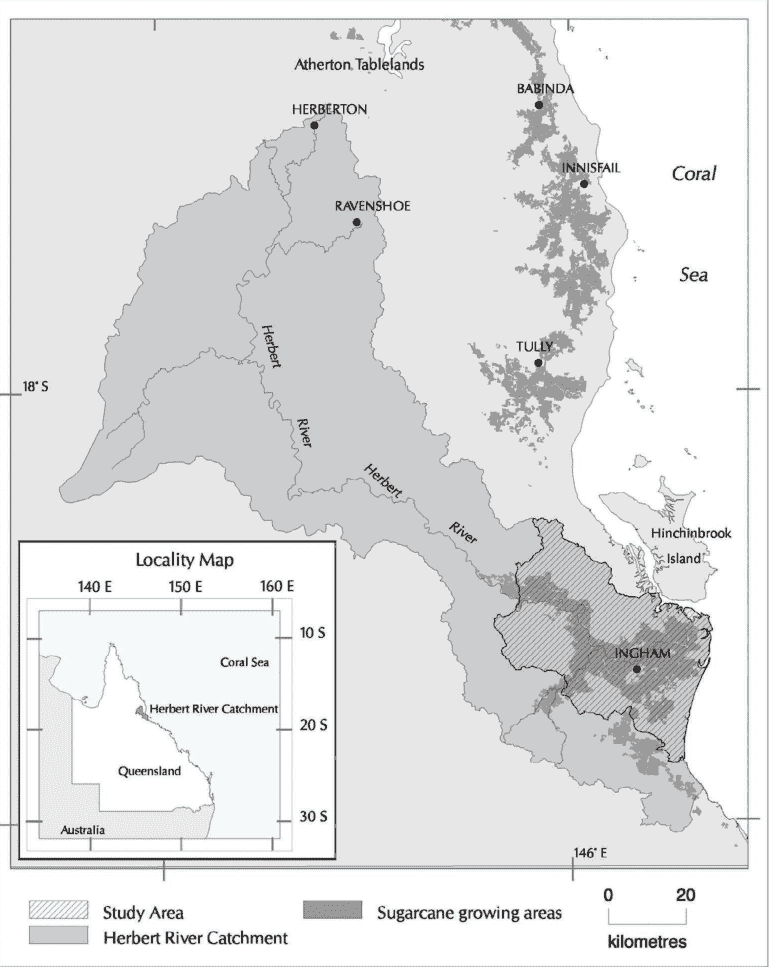 Atherton Tablelands
BABINDA
HERBERTON
INNISFAIL
Coral
RAVENSHOE
Sea
Herbert
TULLY
18° S
River
Herbert
River
Hinchinbrook
Island
Locality Map
140 E
150 E
160 E
10 S
Coral Sea
INGHAM
Herbert River Catchment
20 S
Queensland
30 S
Australia
146° E
Study Area
Sugarcane growing areas
Herbert River Catchment
0
20
kilometres